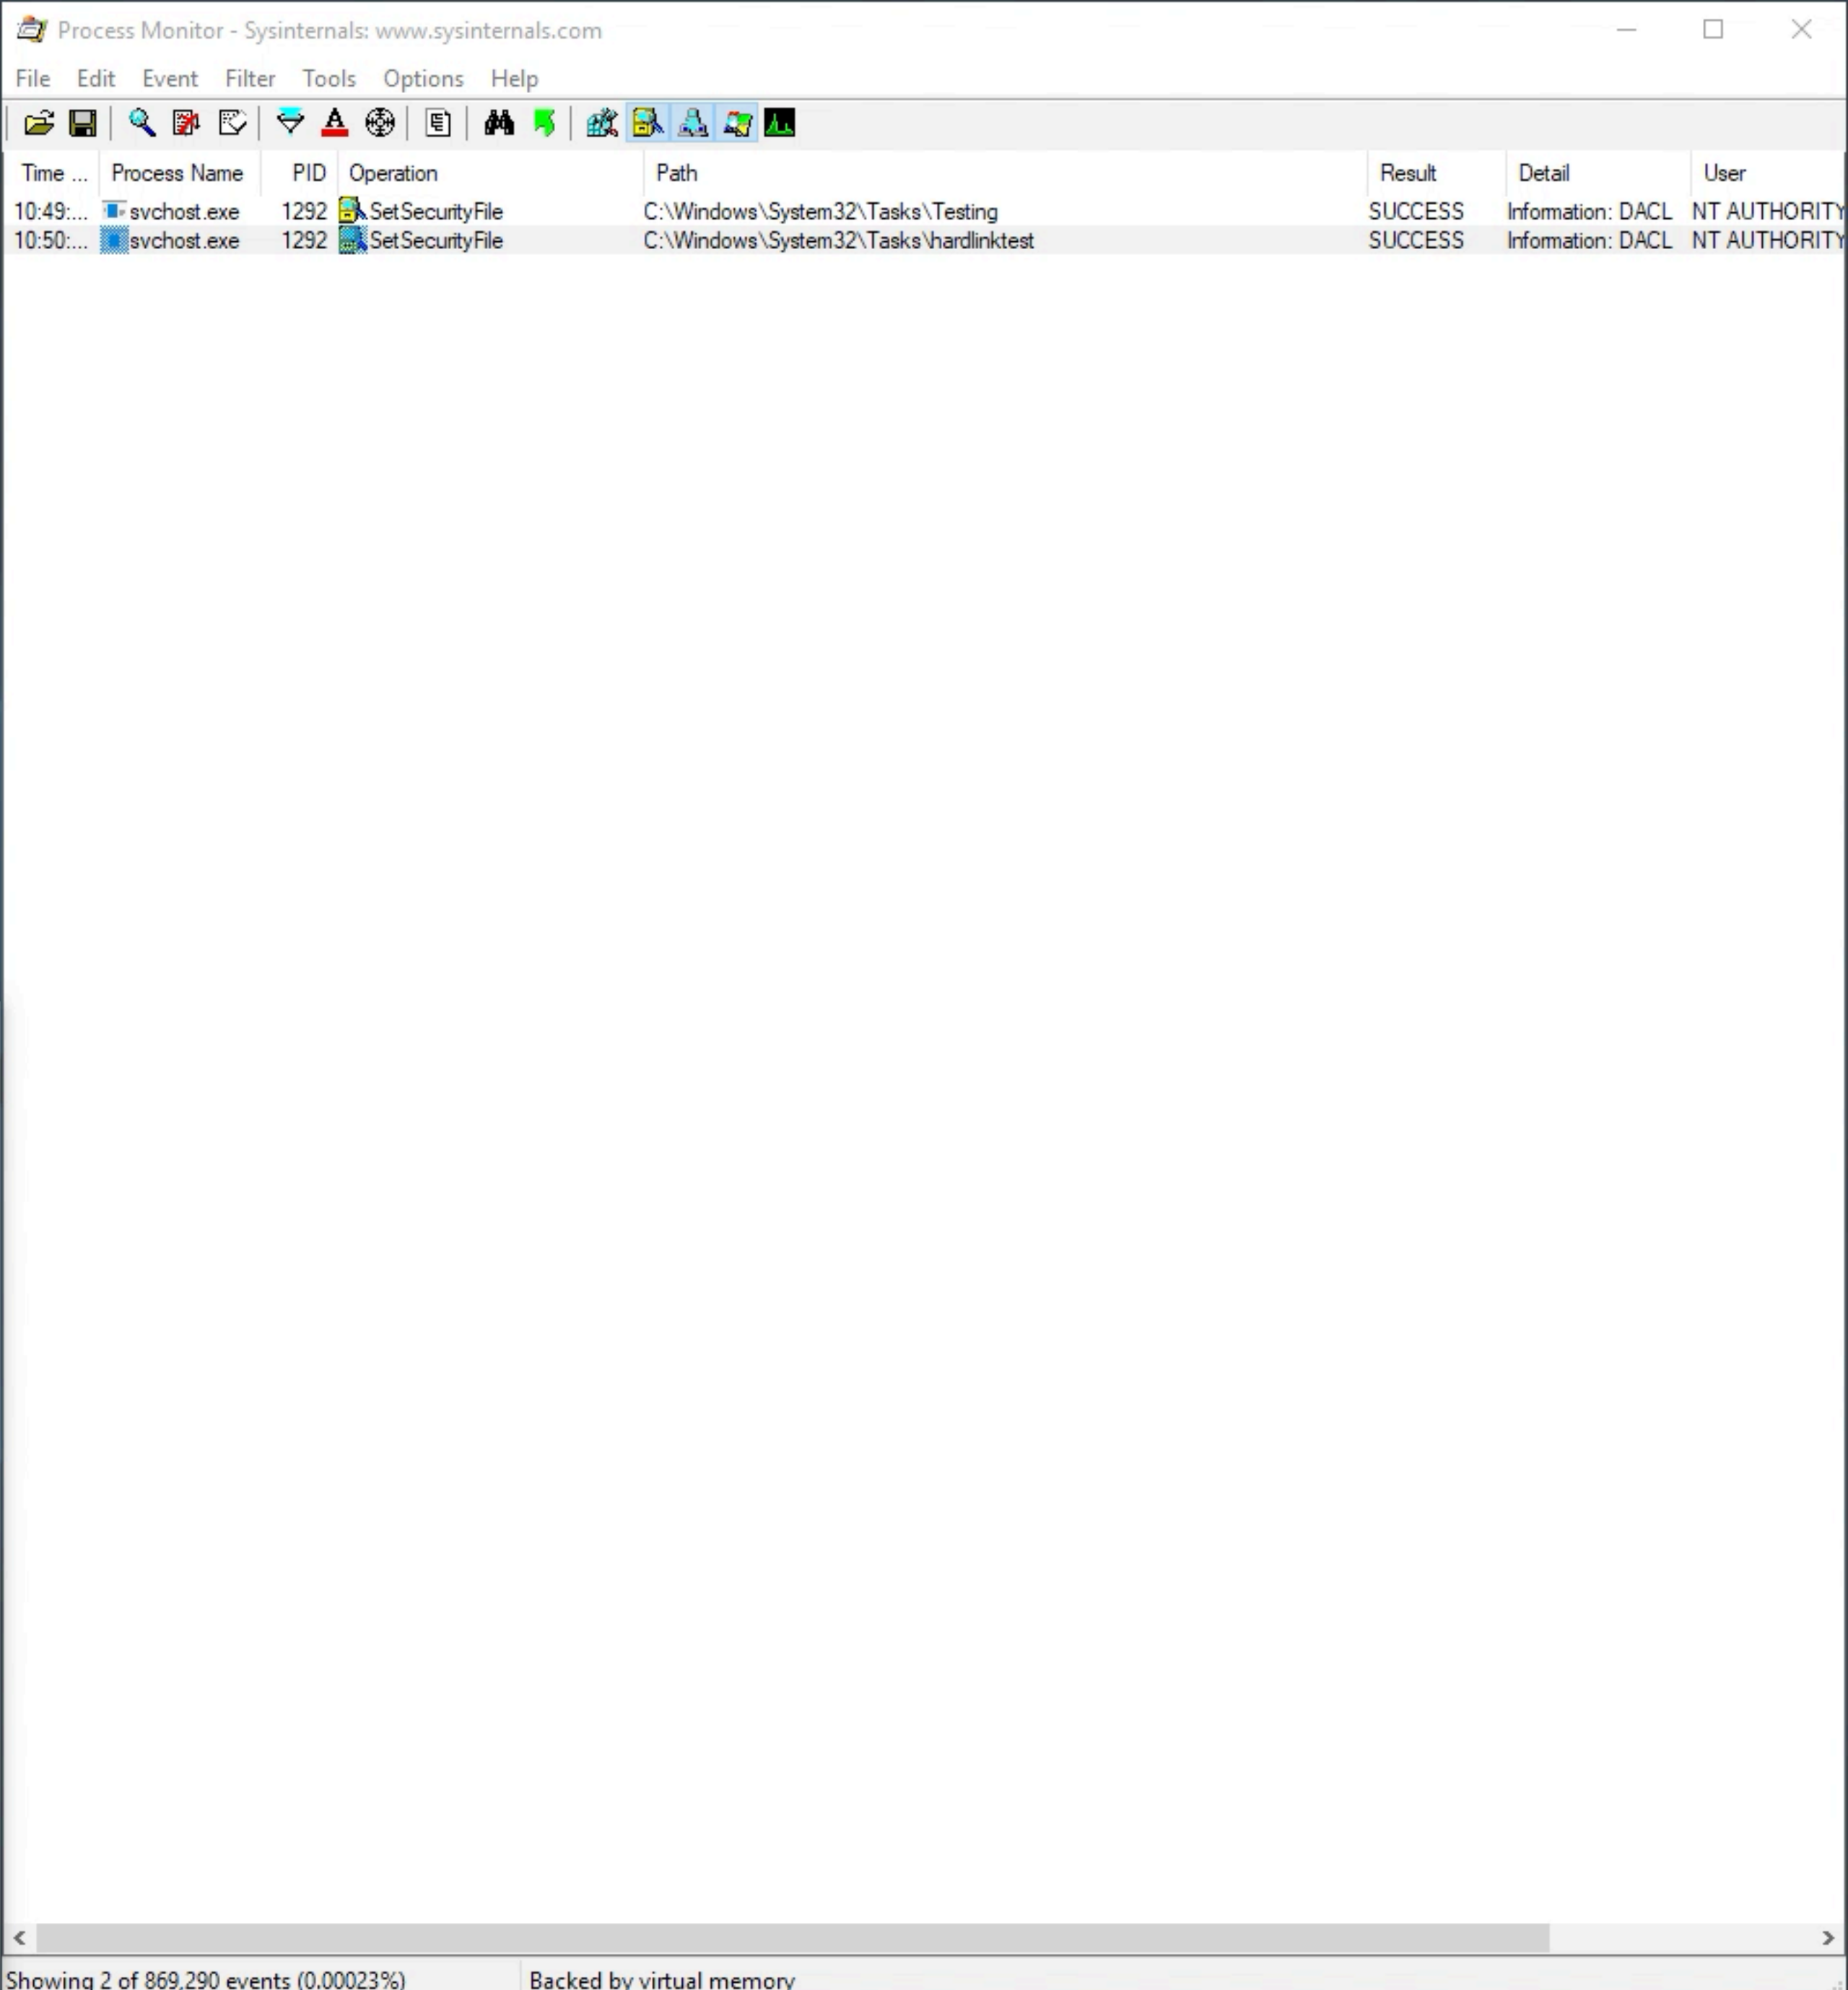 Process Monitor - Sysinternals: www.sysinternals.com
File Edit Event Filter Tools Options Help
Time ... Process Name PID Operation Path Result Detail User
10:49:... svchost.exe 1292 SetSecurityFile C:\Windows\System32\Tasks\Testing SUCCESS Information: DACL NT AUTHORITY
10:50:... svchost.exe 1292 SetSecurityFile C:\Windows\System32\Tasks\hardlinktest SUCCESS Information: DACL NT AUTHORITY
Showing 2 of 869,290 events (0.00023%) Backed by virtual memory